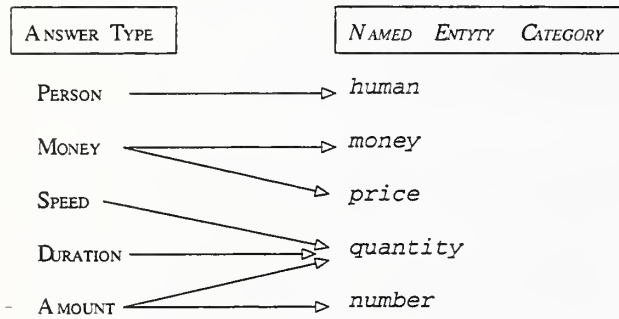 ANSWER TYPE NAMED ENTYTY CATEGORY
PERSON human
MONEY money
price
SPEED
quantity
DURATION
AMOUNT number